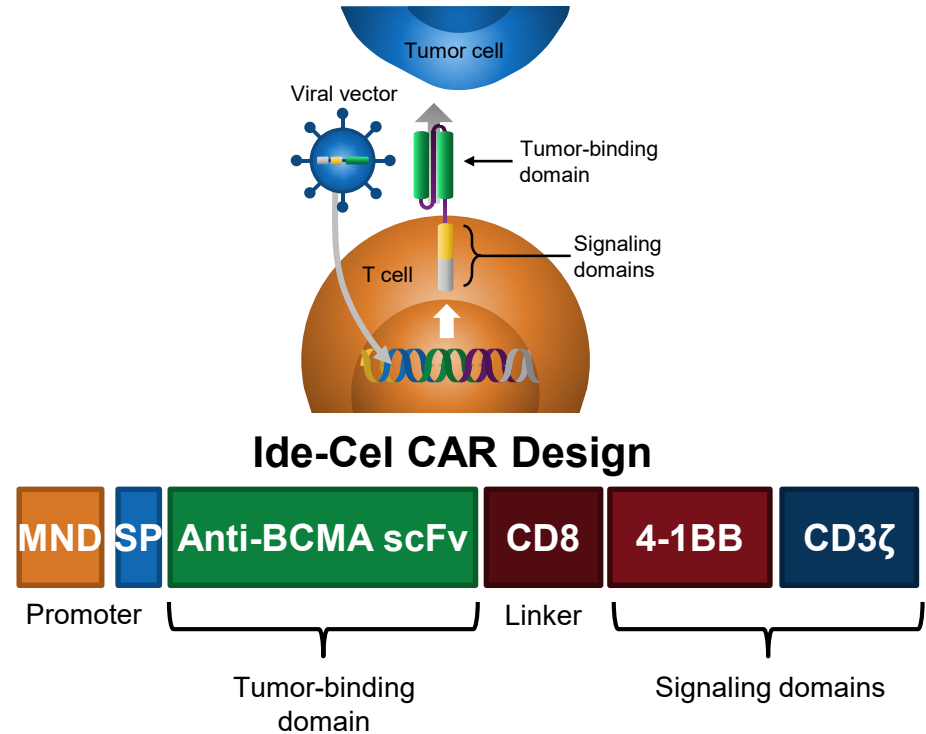 Tumor cell
Viral vector
Tumor-binding
domain
Signaling
domains
T cell
Ide-Cel CAR Design
MND SP Anti-BCMA scFv CD8 4-1BB CD3ζ
Promoter Linker
Tumor-binding
domain
Signaling domains